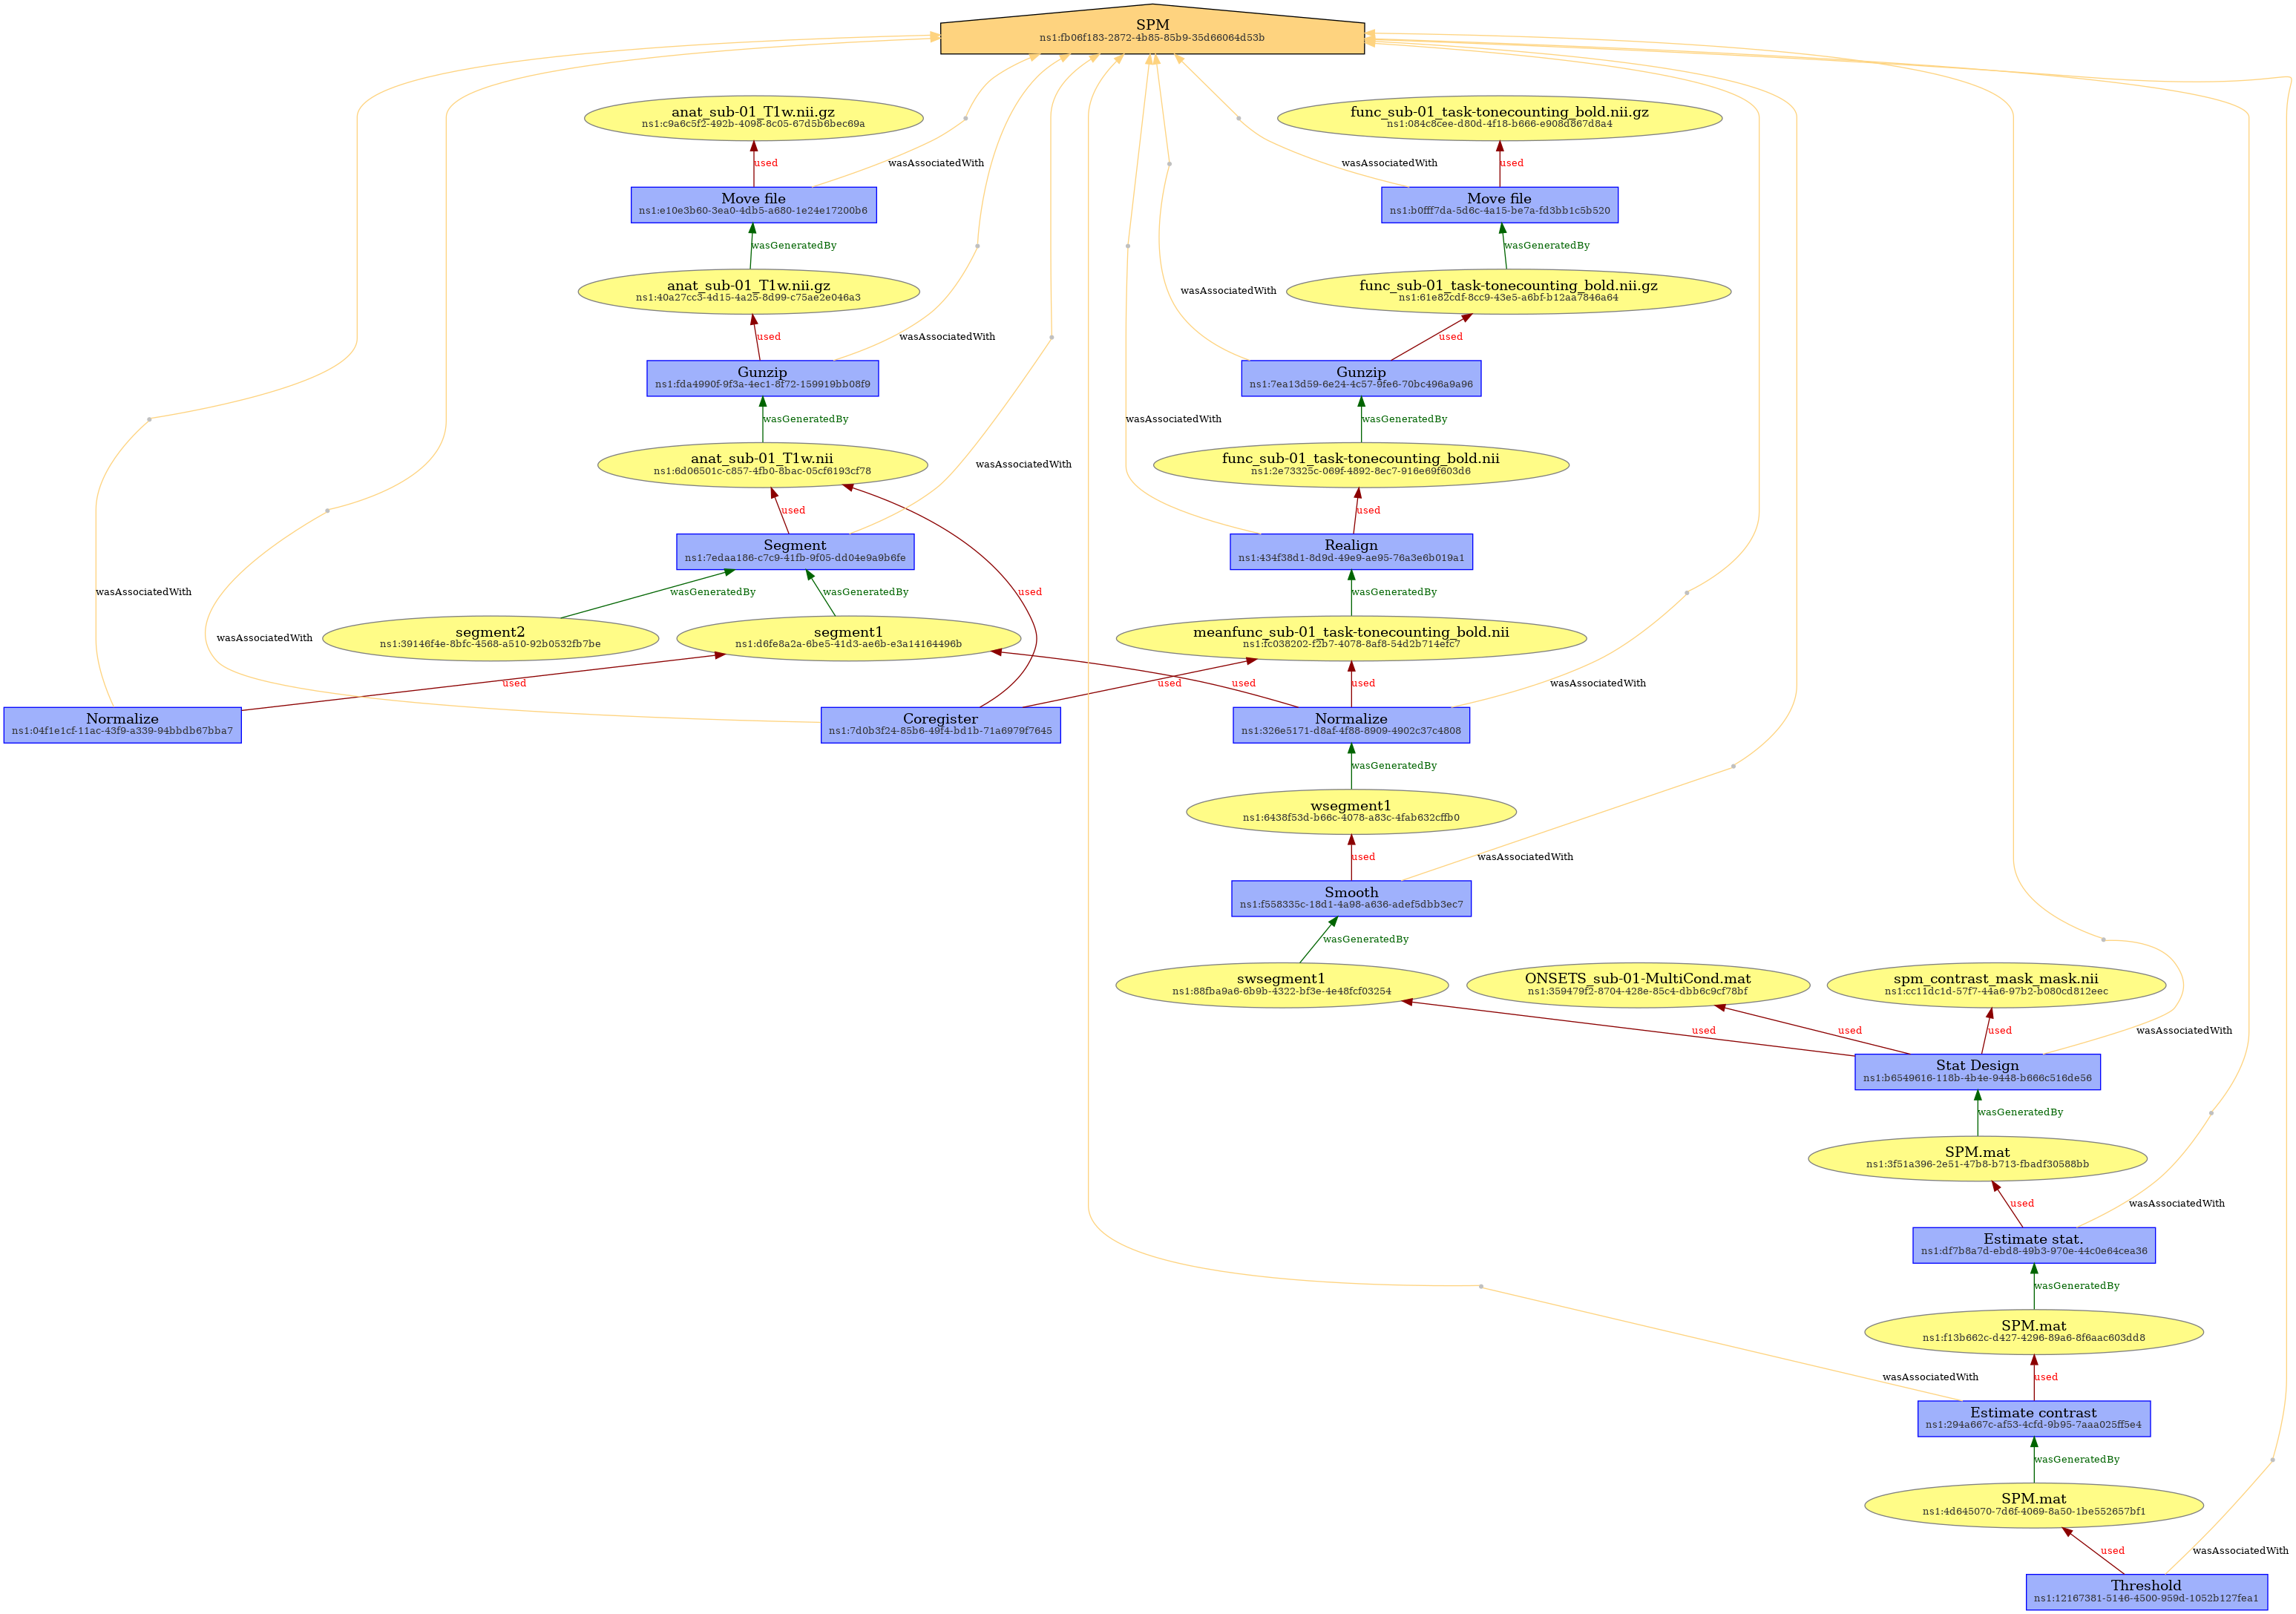 SPM
ns1:fb06f183-2872-4b85-85b9-35d66064d53b
anat_sub-01_T1w.nii.gz
ns1:c9a6c5f2-492b-4098-8c05-67d5b6bec69a
func_sub-01_task-tonecounting_bold.nii.gz
ns1:084c8cee-d80d-4f18-b666-e908d867d8a4
used
wasAssociatedWith
wasAssociatedWith
used
Move file
ns1:e10e3b60-3ea0-4db5-a680-1e24e17200b6
Move file
ns1:b0fff7da-5d6c-4a15-be7a-fd3bb1c5b520
wasGeneratedBy
wasGeneratedBy
anat_sub-01_T1w.nii.gz
ns1:40a27cc3-4d15-4a25-8d99-c75ae2e046a3
wasAssociatedWith
func_sub-01_task-tonecounting_bold.nii.gz
ns1:61e82cdf-8cc9-43e5-a6bf-b12aa7846a64
used
wasAssociatedWith
used
Gunzip
ns1:fda4990f-9f3a-4ec1-8f72-159919bb08f9
Gunzip
ns1:7ea13d59-6e24-4c57-9fe6-70bc496a9a96
wasGeneratedBy
wasAssociatedWith
wasGeneratedBy
anat_sub-01_T1w.nii
ns1:6d06501c-c857-4fb0-8bac-05cf6193cf78
wasAssociatedWith
func_sub-01_task-tonecounting_bold.nii
ns1:2e73325c-069f-4892-8ec7-916e69f603d6
used
used
Segment
ns1:7edaa186-c7c9-41fb-9f05-dd04e9a9b6fe
Realign
ns1:434f38d1-8d9d-49e9-ae95-76a3e6b019a1
wasAssociatedWith
wasGeneratedBy
wasGeneratedBy
used
wasGeneratedBy
wasAssociatedWith
segment2
ns1:39146f4e-8bfc-4568-a510-92b0532fb7be
segment1
ns1:d6fe8a2a-6be5-41d3-ae6b-e3a14164496b
meanfunc_sub-01_task-tonecounting_bold.nii
ns1:fc038202-f2b7-4078-8af8-54d2b714efc7
used
used
used
used
wasAssociatedWith
Normalize
ns1:04f1e1cf-11ac-43f9-a339-94bbdb67bba7
Coregister
ns1:7d0b3f24-85b6-49f4-bd1b-71a6979f7645
Normalize
ns1:326e5171-d8af-4f88-8909-4902c37c4808
wasGeneratedBy
wsegment1
ns1:6438f53d-b66c-4078-a83c-4fab632cffb0
used
wasAssociatedWith
Smooth
ns1:f558335c-18d1-4a98-a636-adef5dbb3ec7
wasGeneratedBy
swsegment1
ns1:88fba9a6-6b9b-4322-bf3e-4e48fcf03254
ONSETS_sub-01-MultiCond.mat
ns1:359479f2-8704-428e-85c4-dbb6c9cf78bf
spm_contrast_mask_mask.nii
ns1:cc11dc1d-57f7-44a6-97b2-b080cd812eec
used
used
used
wasAssociatedWith
Stat Design
ns1:b6549616-118b-4b4e-9448-b666c516de56
wasGeneratedBy
SPM.mat
ns1:3f51a396-2e51-47b8-b713-fbadf30588bb
used
wasAssociatedWith
Estimate stat.
ns1:df7b8a7d-ebd8-49b3-970e-44c0e64cea36
wasGeneratedBy
SPM.mat
ns1:f13b662c-d427-4296-89a6-8f6aac603dd8
wasAssociatedWith
used
Estimate contrast
ns1:294a667c-af53-4cfd-9b95-7aaa025ff5e4
wasGeneratedBy
SPM.mat
ns1:4d645070-7d6f-4069-8a50-1be552657bf1
used
wasAssociatedWith
Threshold
ns1:12167381-5146-4500-959d-1052b127fea1